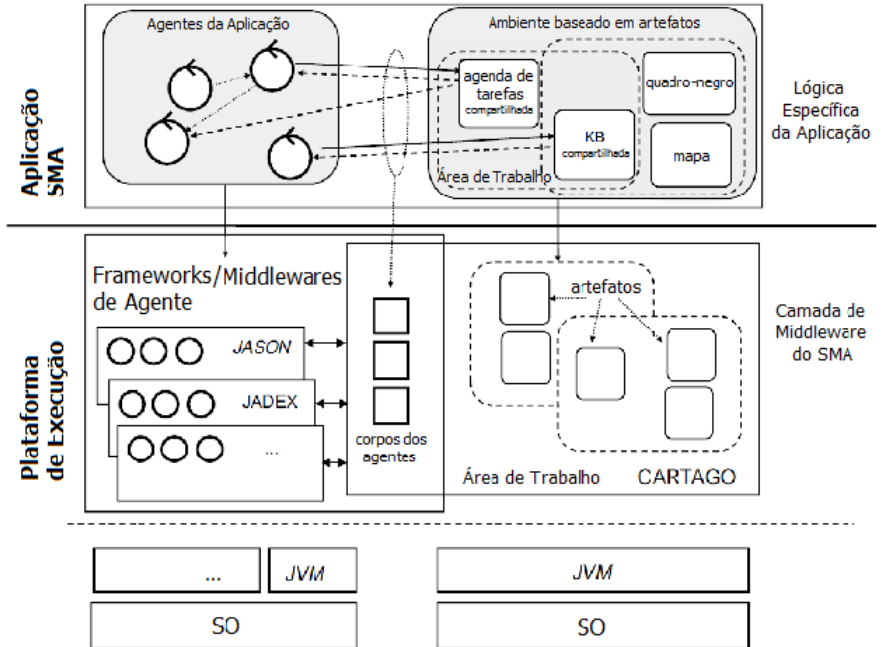 Agentes da Aplicação
Ambiente baseado em artefatos
Aplicação
SMA
agenda de
tarefas
compartilhada
quadro-negro
KB
compartilhada
mapa
Área de Trabalho
Lógica
Específica
da Aplicação
Plataforma
de Execução
Frameworks/Middlewares
de Agente
JASON
JADEX
...
corpos dos
agentes
artefatos
Área de Trabalho
CARTAGO
Camada de
Middleware
do SMA
...
JVM
JVM
SO
SO